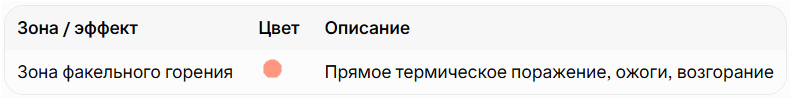 Зона / эффект Цвет Описание
Зона факельного горения Прямое термическое поражение, ожоги, возгорание